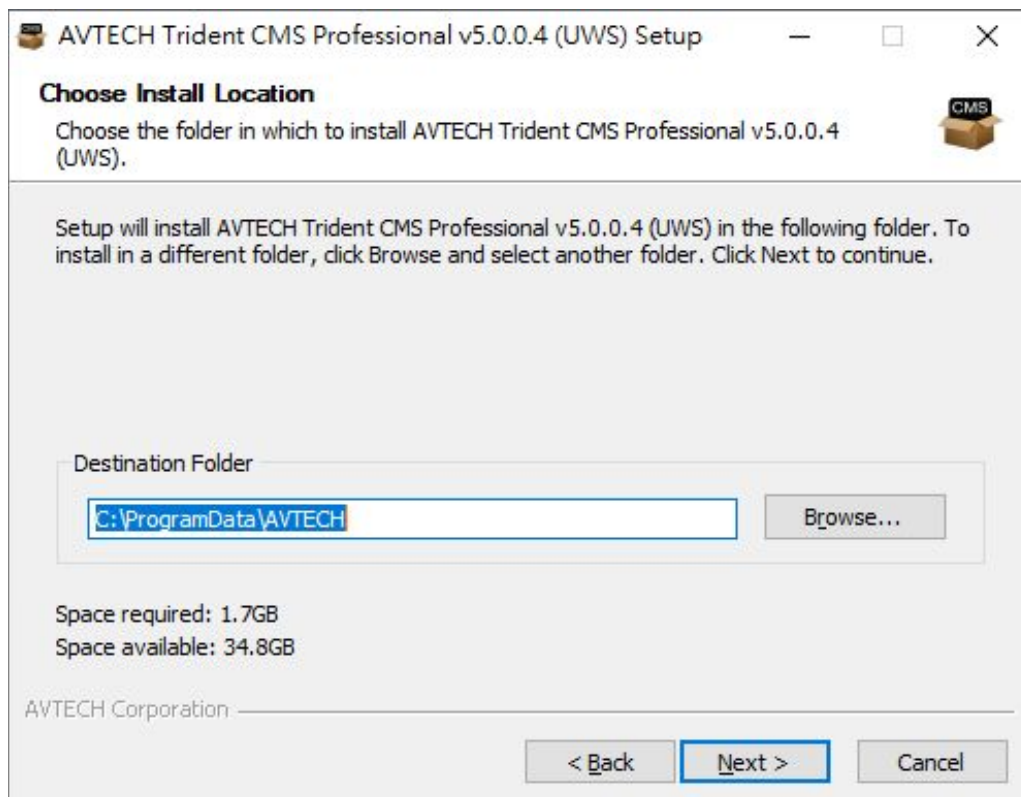 AVTECH Trident CMS Professional v5.0.0.4 (UWS) Setup
Choose Install Location
Choose the folder in which to install AVTECH Trident CMS Professional v5.0.0.4
(UWS).
CMS
Setup will install AVTECH Trident CMS Professional v5.0.0.4 (UWS) in the following folder. To
install in a different folder, click Browse and select another folder. Click Next to continue.
Destination Folder
C:\ProgramData\AVTECH
Browse...
Space required: 1.7GB
Space available: 34.8GB
AVTECH Corporation
< Back
Next >
Cancel